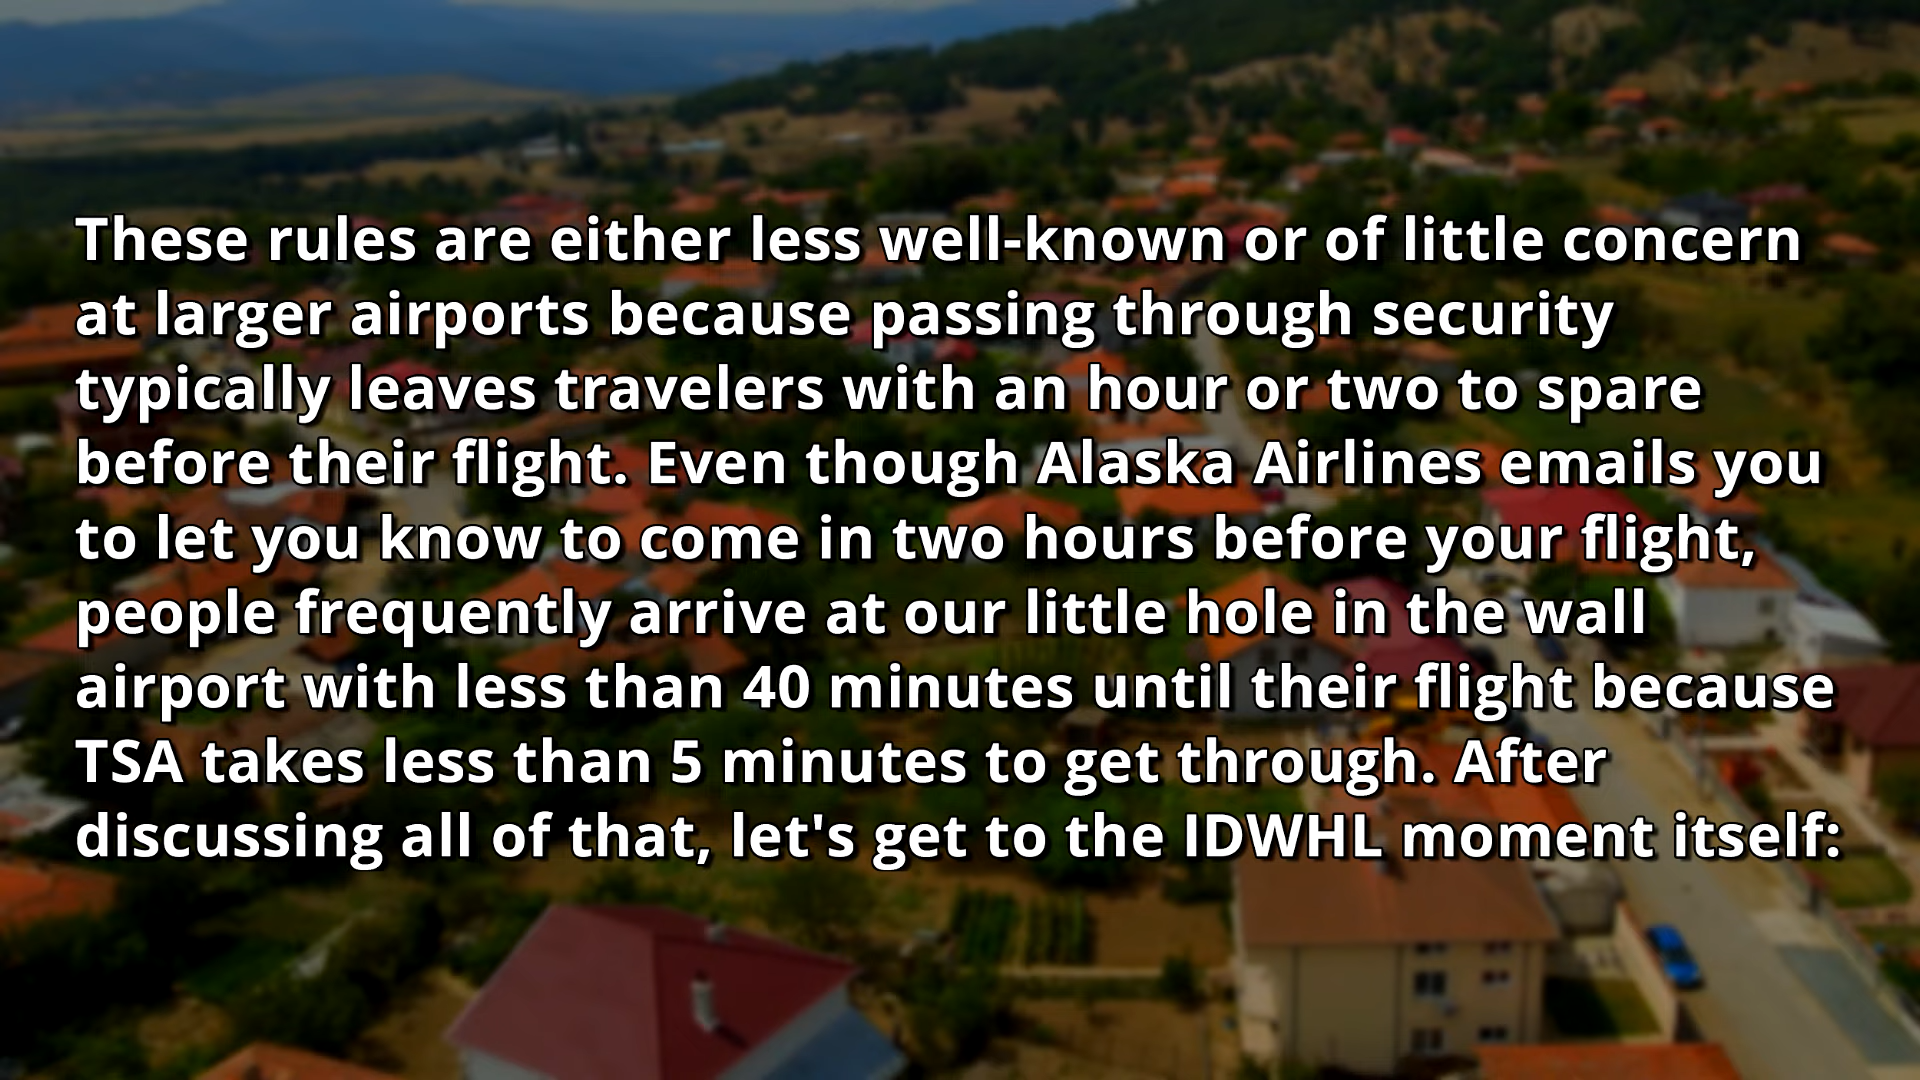 These rules are either less well-known or of little concern
at larger airports because passing through security
typically leaves travelers with an hour or two to spare
before their flight. Even though Alaska Airlines emails you
to let you know to come in two hours before your flight,
people frequently arrive at our little hole in the wall
airport with less than 40 minutes until their flight because
TSA takes less than 5 minutes to get through. After
discussing all of that, let's get to the IDWHL moment itself: